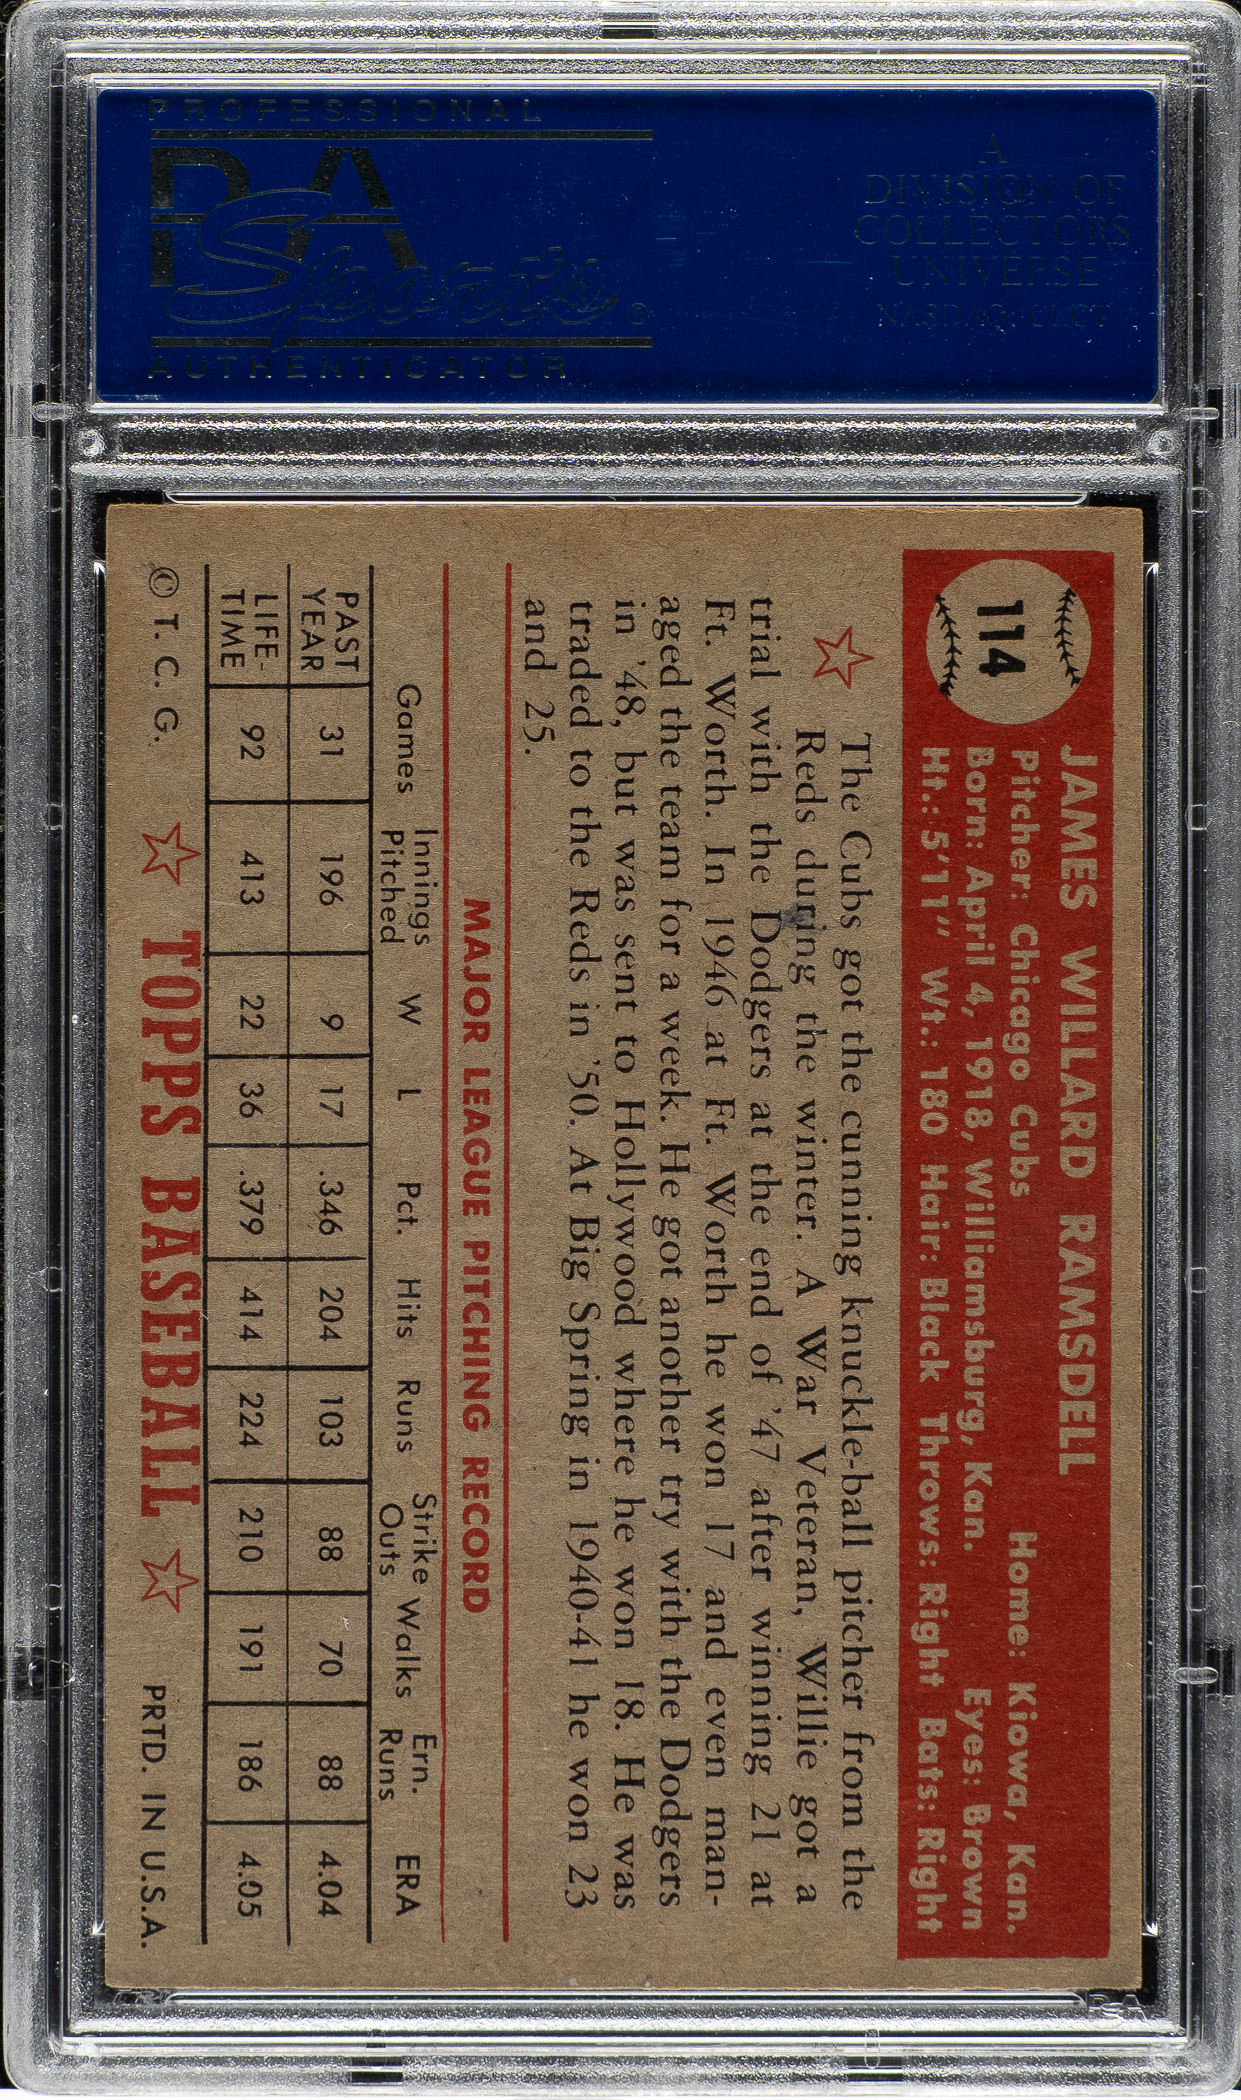 PROFESSIONAL
PSA
Sports ©
AUTHENTICATOR
A
DIVISION OF
COLLECTORS
UNIVERSE
NASDAQ: CLCT
114
JAMES WILLARD RAMSDELL
Pitcher: Chicago Cubs Home: Kiowa, Kan.
Born: April 4, 1918, Williamsburg, Kan. Eyes: Brown
Ht.: 5'11" Wt.: 180 Hair: Black Throws: Right Bats: Right
The Cubs got the cunning knuckle-ball pitcher from the
Reds during the winter. A War Veteran, Willie got a
trial with the Dodgers at the end of '47 after winning 21 at
Ft. Worth. In 1946 at Ft. Worth he won 17 and even man-
aged the team for a week. He got another try with the Dodgers
in '48, but was sent to Hollywood where he won 18. He was
traded to the Reds in '50. At Big Spring in 1940-41 he won 23
and 25.
MAJOR LEAGUE PITCHING RECORD
Games Innings Pitched W L Pct. Hits Runs Strike Outs Walks Ern. Runs ERA
PAST YEAR 31 196 9 17 .346 204 103 88 70 88 4.04
LIFE- TIME 92 413 22 36 .379 414 224 210 191 186 4.05
© T. C. G. TOPPS BASEBALL PRTD. IN U.S.A.
PSA